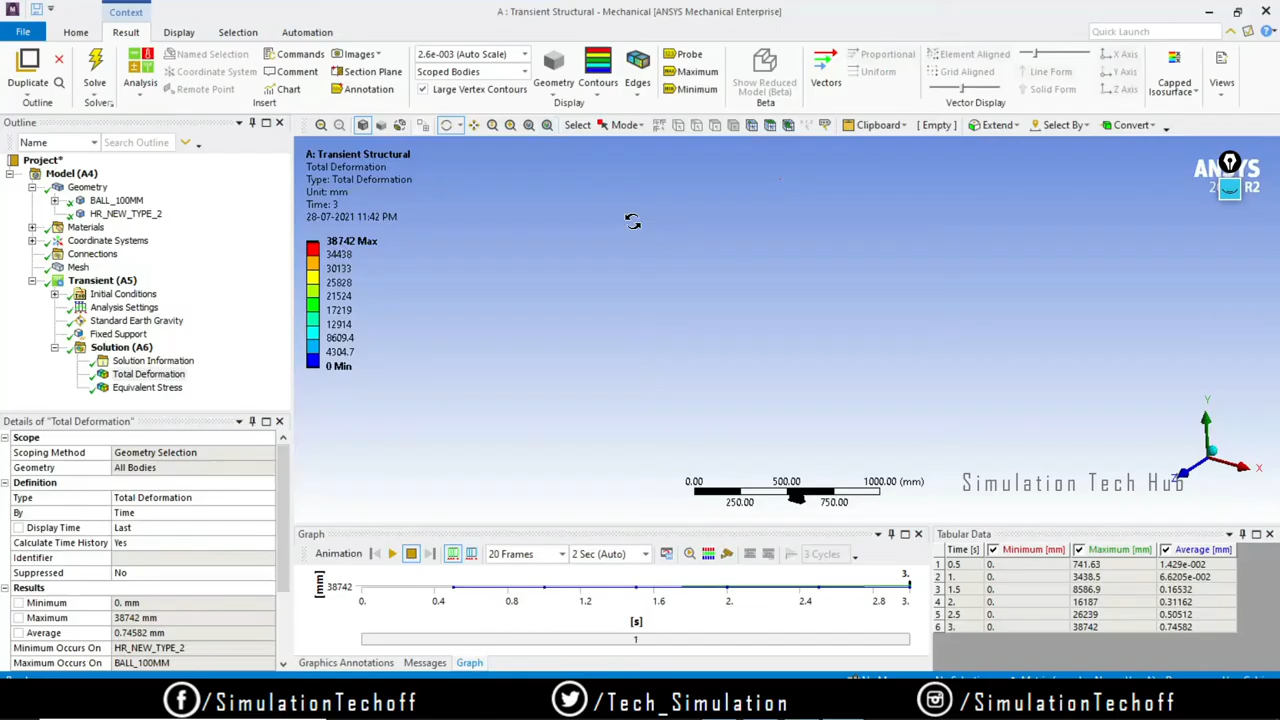 Context
A : Transient Structural - Mechanical [ANSYS Mechanical Enterprise]
File
Home
Result
Display
Selection
Automation
Quick Launch
Duplicate
Outline
Solve
Solver
Analysis
Named Selection
Coordinate System
Remote Point
Commands
Comment
Chart
Images
Section Plane
Annotation
Insert
2.6e-003 (Auto Scale)
Scoped Bodies
Large Vertex Contours
Geometry
Contours
Edges
Display
Probe
Maximum
Minimum
Show Reduced
Model (Beta)
Beta
Vectors
Proportional
Uniform
Element Aligned
Grid Aligned
Line Form
Solid Form
X Axis
Y Axis
Z Axis
Vector Display
Capped
Isosurface
Views
Outline
Name
Search Outline
Select
Mode
Clipboard
[ Empty ]
Extend
Select By
Convert
Project*
Model (A4)
Geometry
BALL_100MM
HR_NEW_TYPE_2
Materials
Coordinate Systems
Connections
Mesh
Transient (A5)
Initial Conditions
Analysis Settings
Standard Earth Gravity
Fixed Support
Solution (A6)
Solution Information
Total Deformation
Equivalent Stress
A: Transient Structural
Total Deformation
Type: Total Deformation
Unit: mm
Time: 3
28-07-2021 11:42 PM
38742 Max
34438
30133
25828
21524
17219
12914
8609.4
4304.7
0 Min
ANSYS
R2
0.00
500.00
1000.00 (mm)
250.00
750.00
Y
X
Z
Simulation Tech Hub
Details of "Total Deformation"
Scope
Scoping Method Geometry Selection
Geometry All Bodies
Definition
Type Total Deformation
By Time
Display Time Last
Calculate Time History Yes
Identifier
Suppressed No
Results
Minimum 0. mm
Maximum 38742 mm
Average 0.74582 mm
Minimum Occurs On HR_NEW_TYPE_2
Maximum Occurs On BALL_100MM
Graph
Animation
20 Frames
2 Sec (Auto)
3 Cycles
[mm]
38742
3.
0. 0.4 0.8 1.2 1.6 2. 2.4 2.8 3.
[s]
1
Graphics Annotations
Messages
Graph
Tabular Data
Time [s] Minimum [mm] Maximum [mm] Average [mm]
1 0.5 0. 741.63 1.429e-002
2 1. 0. 3438.5 6.6205e-002
3 1.5 0. 8586.9 0.16532
4 2. 0. 16187 0.31162
5 2.5 0. 26239 0.50512
6 3. 0. 38742 0.74582
/SimulationTechoff
/Tech_Simulation
/SimulationTechoff